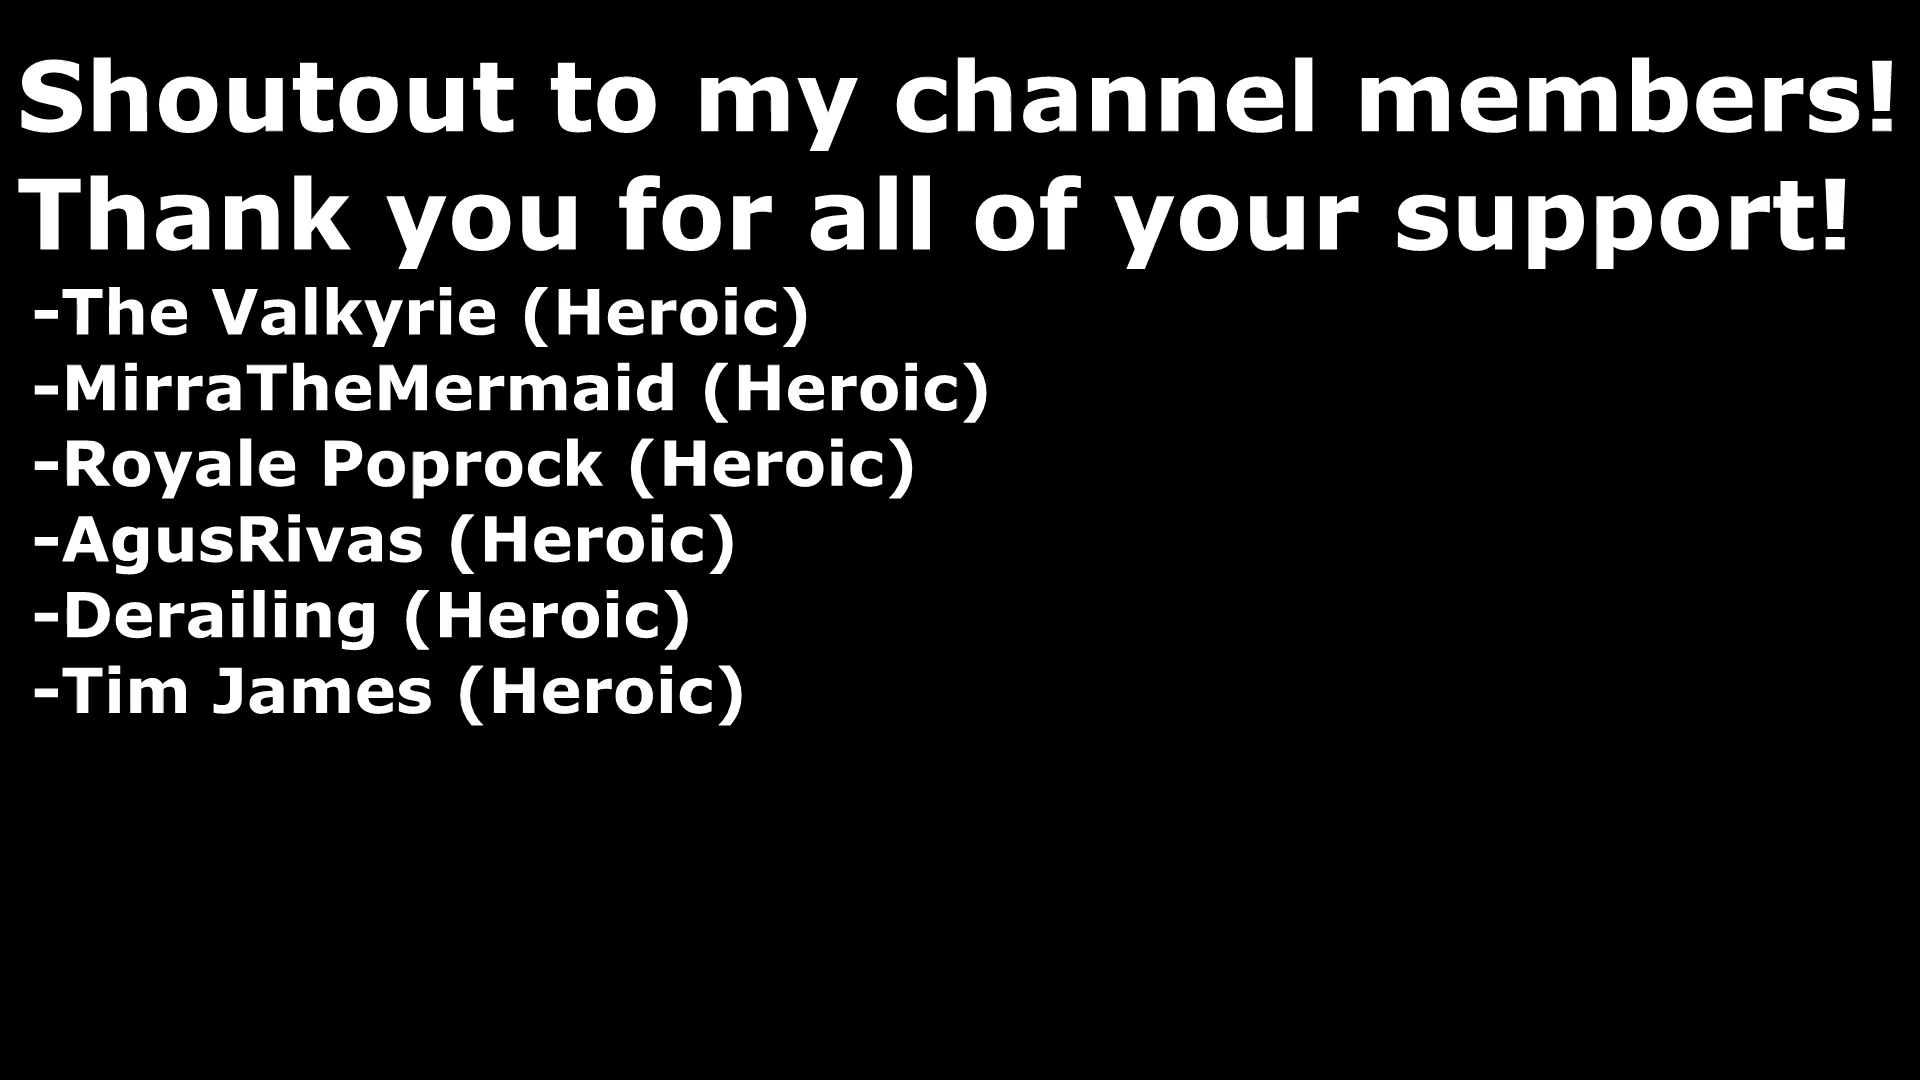 Shoutout to my channel members!
Thank you for all of your support!
-The Valkyrie (Heroic)
-MirraTheMermaid (Heroic)
-Royale Poprock (Heroic)
-AgusRivas (Heroic)
-Derailing (Heroic)
-Tim James (Heroic)